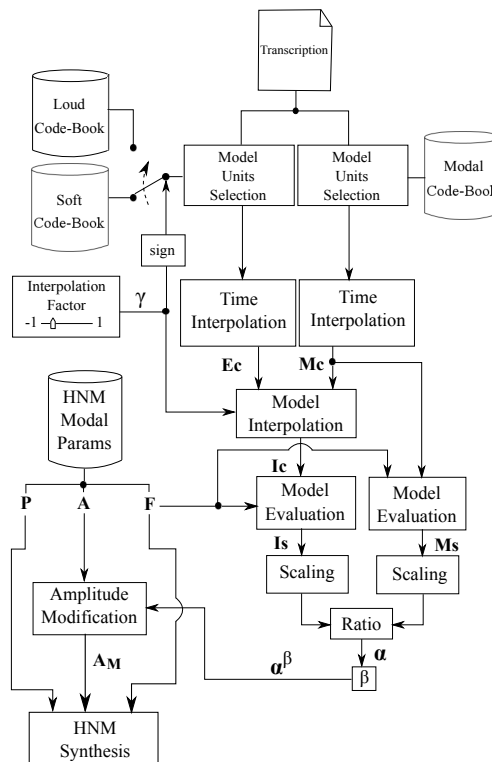 Transcription
Loud
Code-Book
Soft
Code-Book
Model
Units
Selection
Model
Units
Selection
Modal
Code-Book
sign
Interpolation
Factor
-1 1
γ
Time
Interpolation
Time
Interpolation
Ec
Mc
HNM
Modal
Params
Model
Interpolation
Ic
P A F
Model
Evaluation
Model
Evaluation
Is
Ms
Scaling
Scaling
Amplitude
Modification
Ratio
α
β
α^β
A_M
HNM
Synthesis